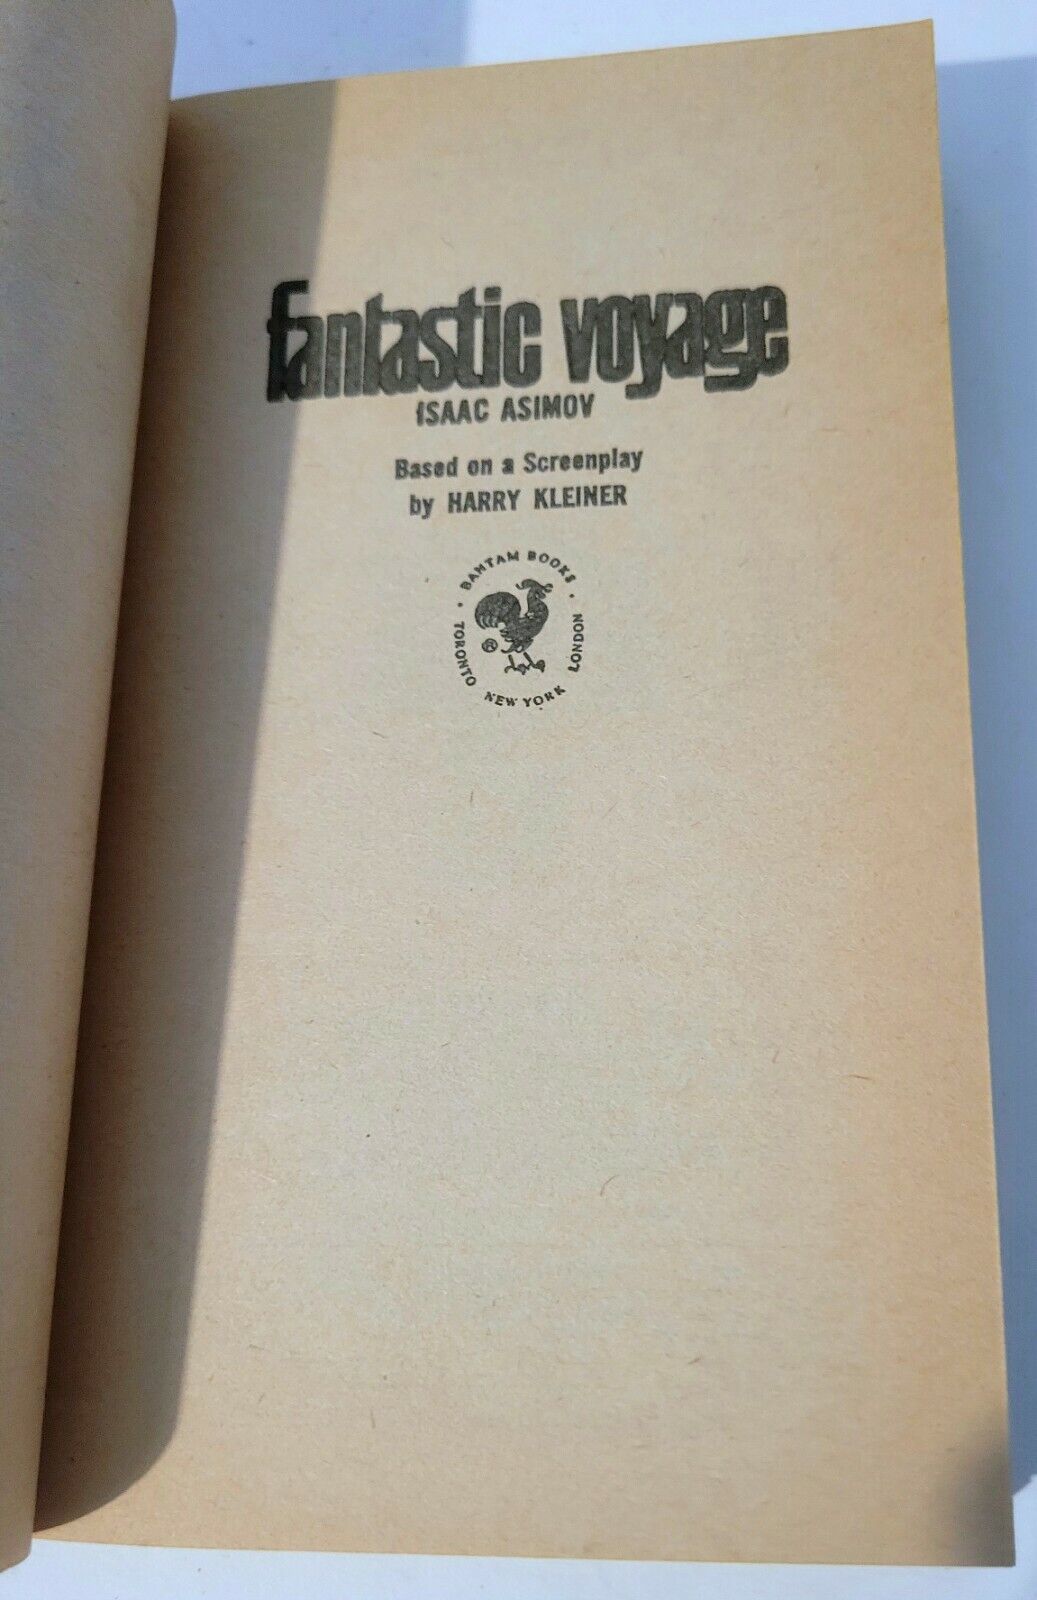 fantastic voyage
ISAAC ASIMOV
Based on a Screenplay
by HARRY KLEINER
BANTAM BOOKS
TORONTO • NEW YORK • LONDON
®